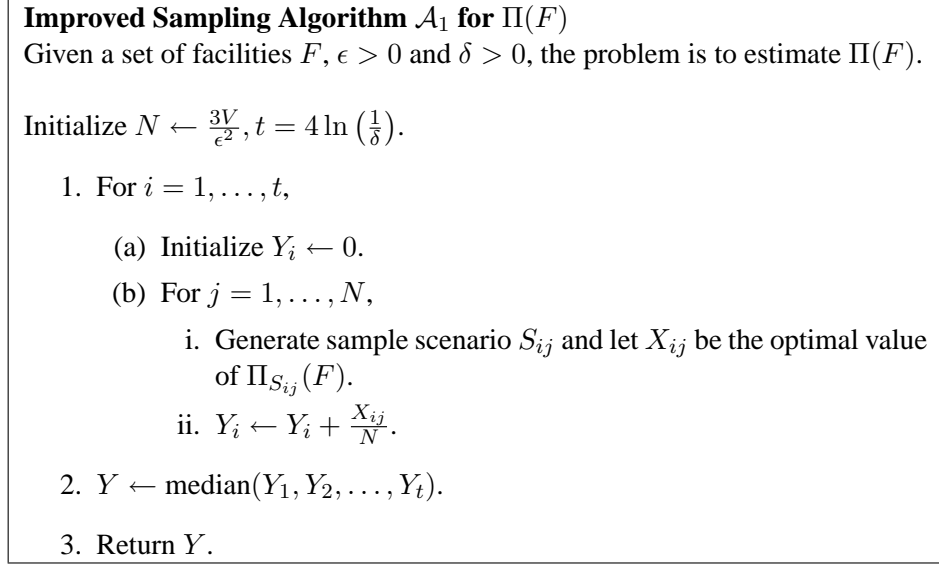 Improved Sampling Algorithm 𝒜₁ for Π(F)
Given a set of facilities F, ϵ > 0 and δ > 0, the problem is to estimate Π(F).
Initialize N ← 3V/ϵ², t = 4 ln (1/δ).
1. For i = 1, . . . , t,
(a) Initialize Yᵢ ← 0.
(b) For j = 1, . . . , N,
i. Generate sample scenario Sᵢⱼ and let Xᵢⱼ be the optimal value
of Π_{Sᵢⱼ}(F).
ii. Yᵢ ← Yᵢ + Xᵢⱼ/N.
2. Y ← median(Y₁, Y₂, . . . , Yₜ).
3. Return Y.